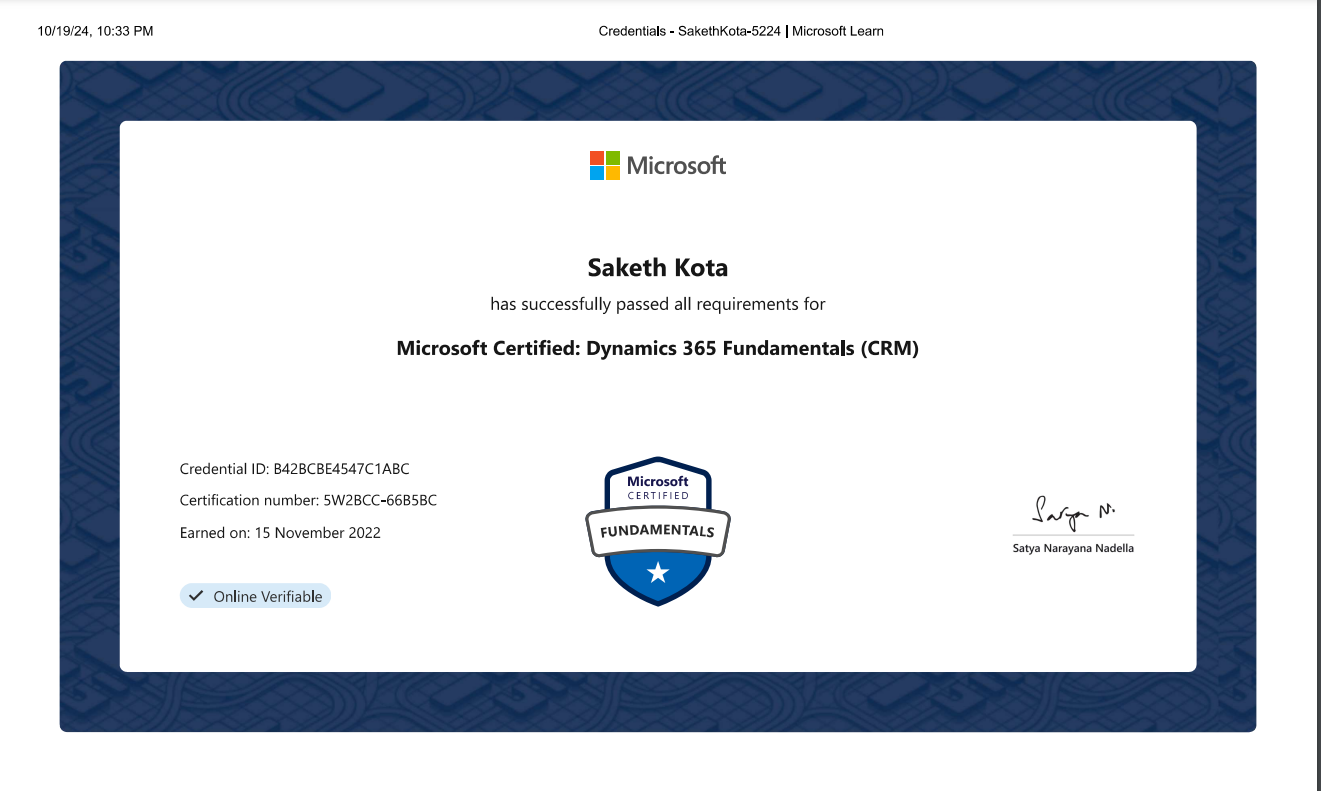 10/19/24, 10:33 PM
Credentials - SakethKota-5224 | Microsoft Learn
Microsoft
Saketh Kota
has successfully passed all requirements for
Microsoft Certified: Dynamics 365 Fundamentals (CRM)
Credential ID: B42BCBE4547C1ABC
Certification number: 5W2BCC-66B5BC
Earned on: 15 November 2022
Online Verifiable
Microsoft
CERTIFIED
FUNDAMENTALS
Satya N.
Satya Narayana Nadella